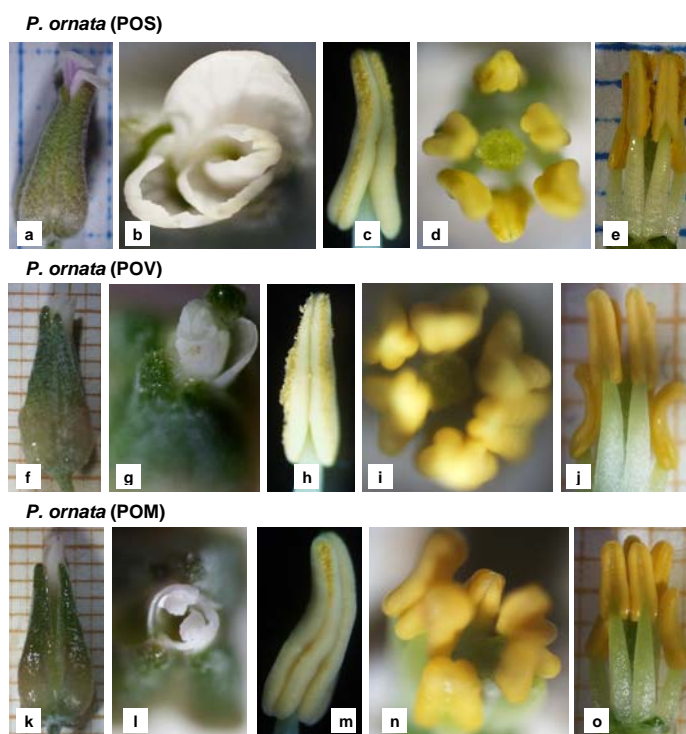 P. ornata (POS)
a b c d e
P. ornata (POV)
f g h i j
P. ornata (POM)
k l m n o